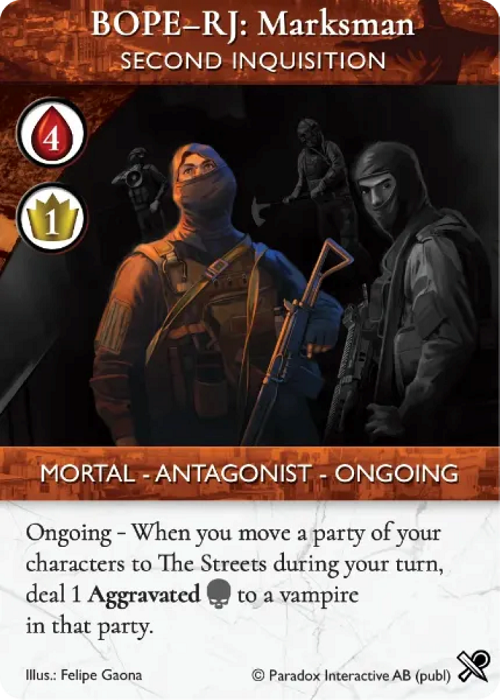 BOPE–RJ: Marksman
SECOND INQUISITION
4
1
MORTAL - ANTAGONIST - ONGOING
Ongoing - When you move a party of your
characters to The Streets during your turn,
deal 1 Aggravated to a vampire
in that party.
Illus.: Felipe Gaona
© Paradox Interactive AB (publ)